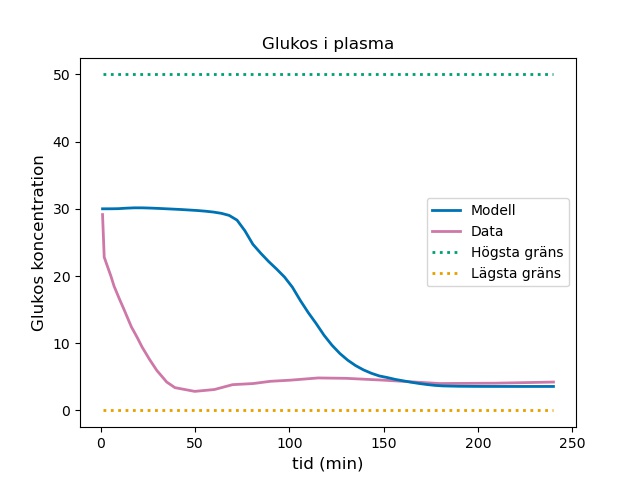 Glukos i plasma
Glukos koncentration
50
40
30
20
10
0
Modell
Data
Högsta gräns
Lägsta gräns
0 50 100 150 200 250
tid (min)